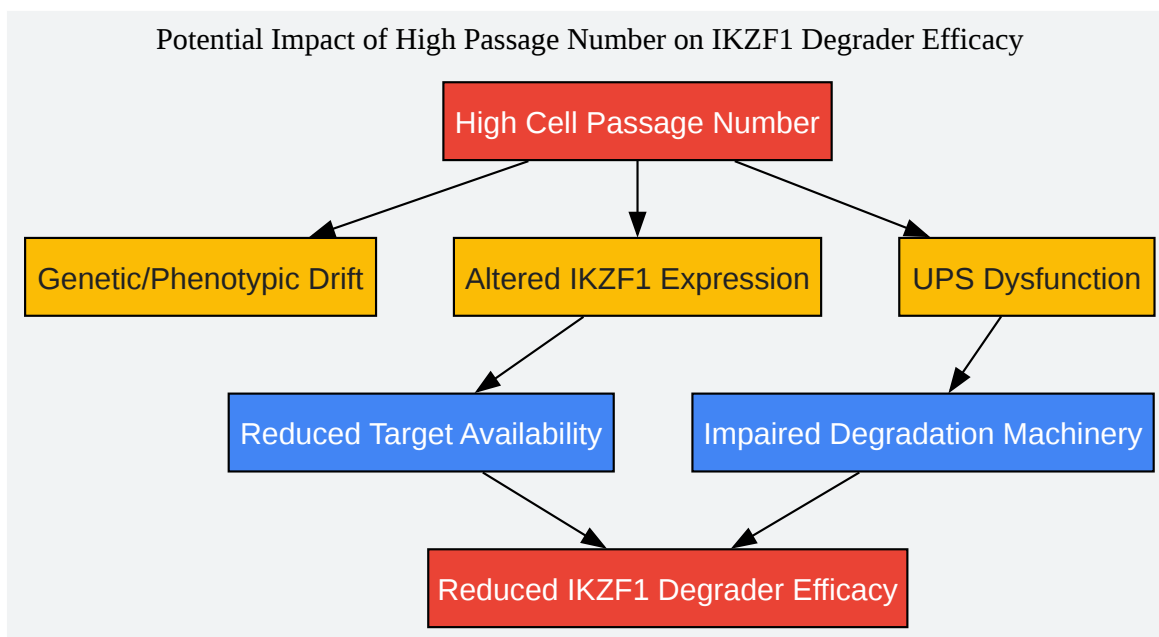 Potential Impact of High Passage Number on IKZF1 Degrader Efficacy
High Cell Passage Number
Genetic/Phenotypic Drift
Altered IKZF1 Expression
UPS Dysfunction
Reduced Target Availability
Impaired Degradation Machinery
Reduced IKZF1 Degrader Efficacy